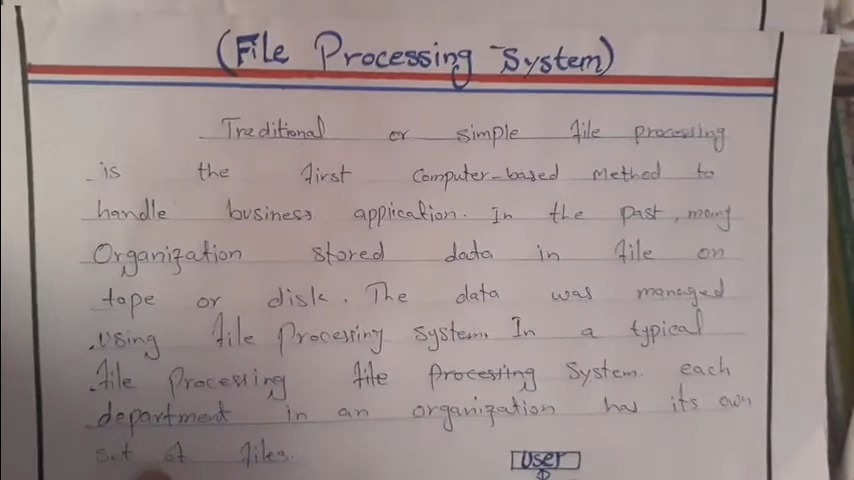 (File Processing System)
Traditional or simple file processing
is the first computer-based Method to
handle business application. In the past, many
Organization stored data in file on
tape or disk. The data was managed
using file Processing system. In a typical
file Processing file processing System. each
department in an organization has its own
set of files.
User